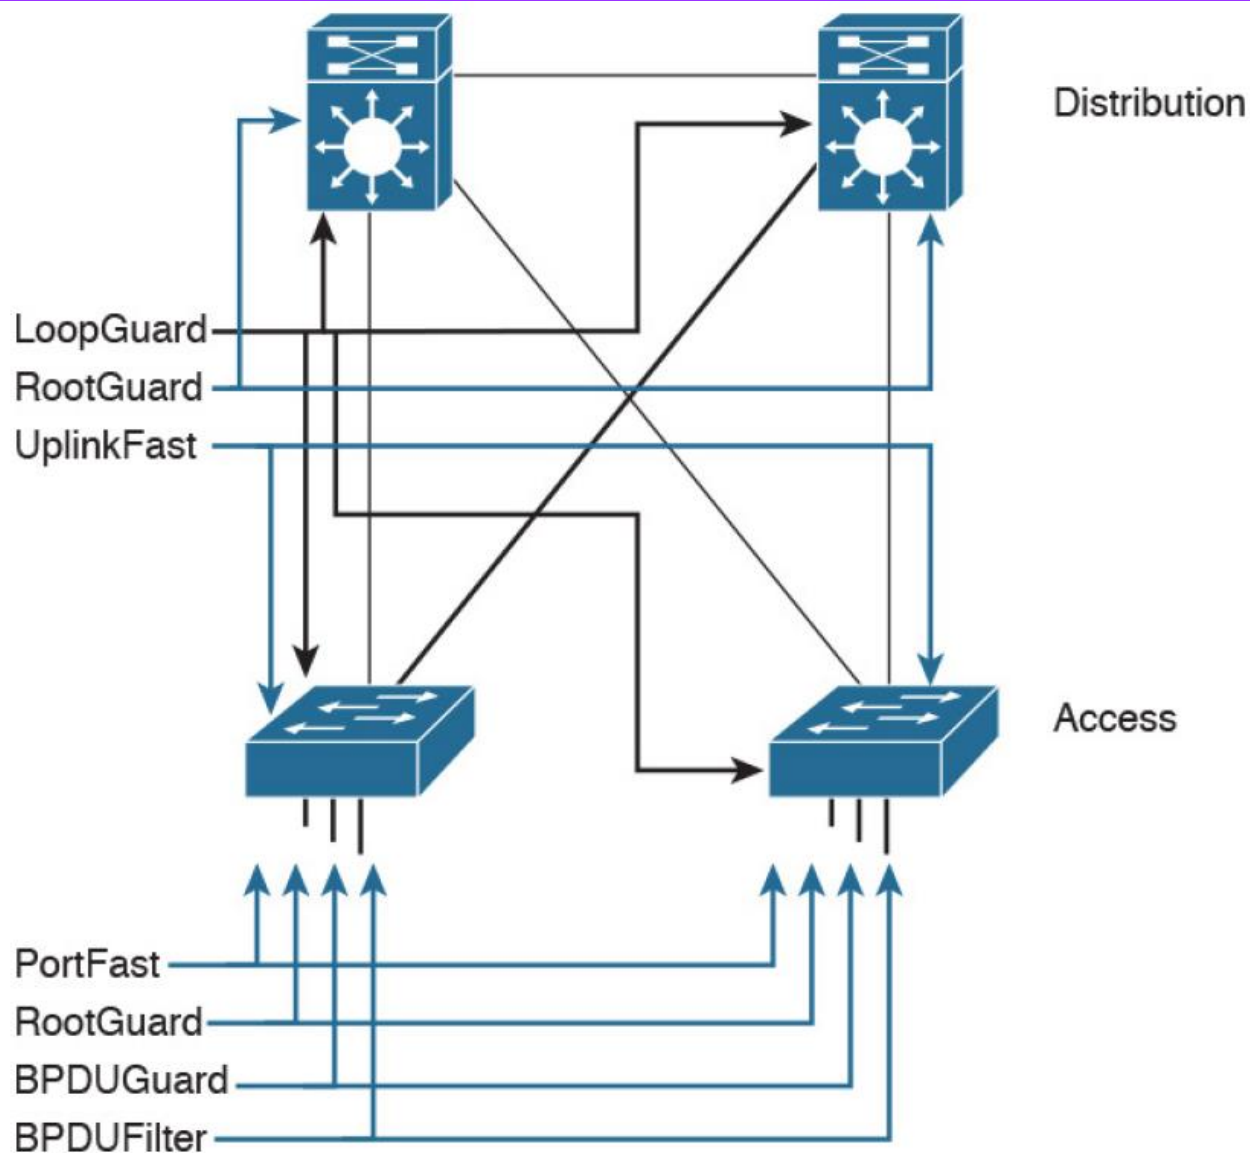 Distribution
LoopGuard
RootGuard
UplinkFast
Access
PortFast
RootGuard
BPDUGuard
BPDUFilter